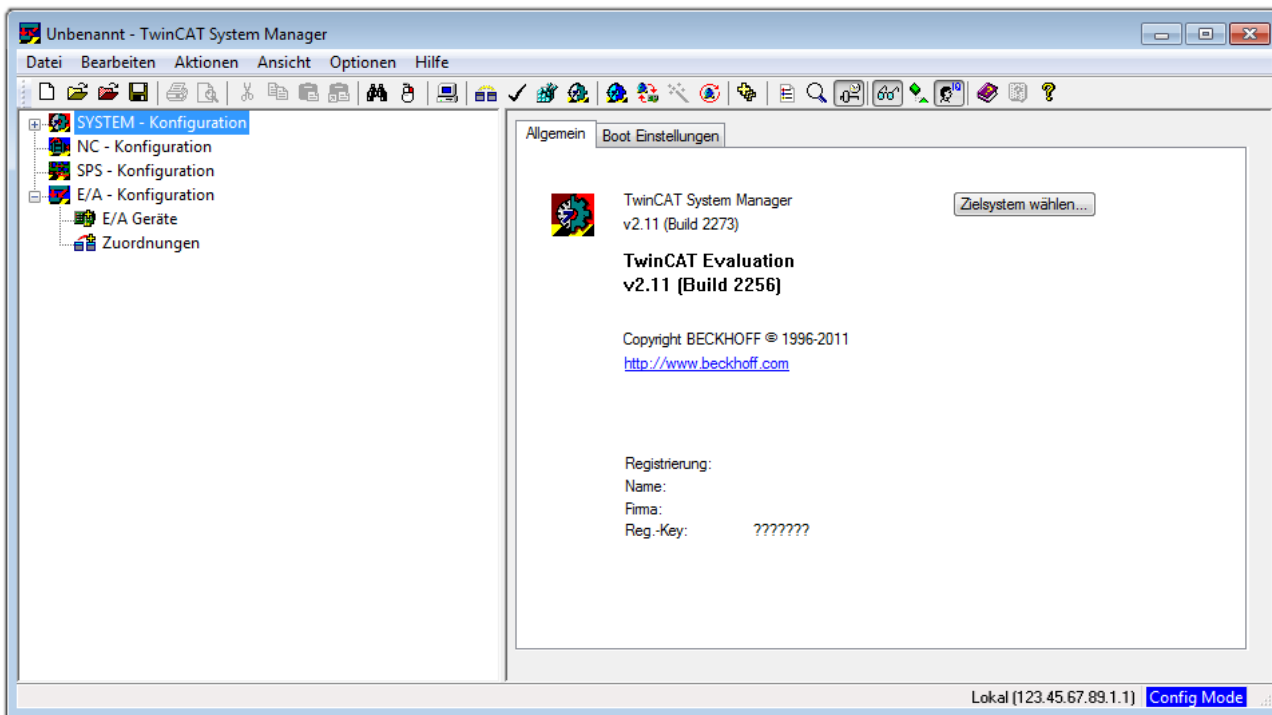 Unbenannt - TwinCAT System Manager
Datei Bearbeiten Aktionen Ansicht Optionen Hilfe
SYSTEM - Konfiguration
NC - Konfiguration
SPS - Konfiguration
E/A - Konfiguration
E/A Geräte
Zuordnungen
Allgemein Boot Einstellungen
TwinCAT System Manager
v2.11 (Build 2273)
Zielsystem wählen...
TwinCAT Evaluation
v2.11 (Build 2256)
Copyright BECKHOFF © 1996-2011
http://www.beckhoff.com
Registrierung:
Name:
Firma:
Reg.-Key: ???????
Lokal (123.45.67.89.1.1) Config Mode